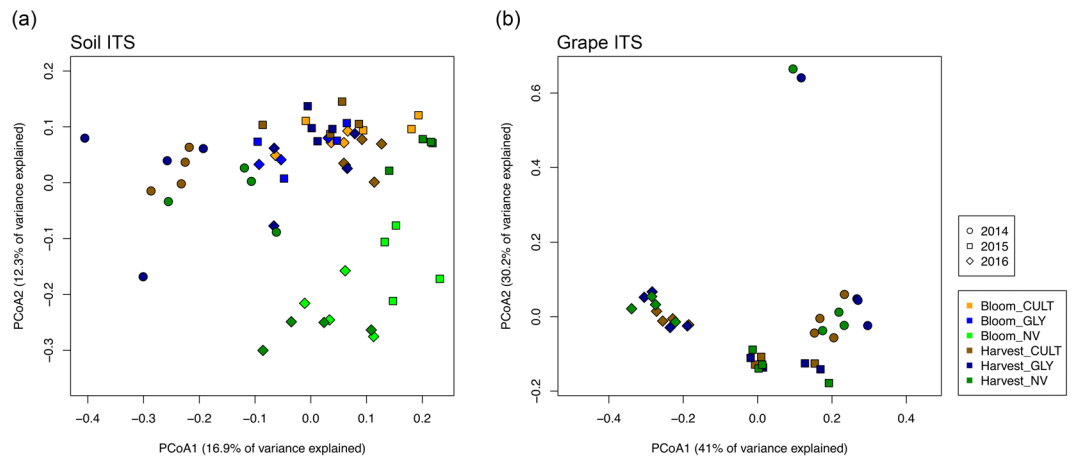 (a)
Soil ITS
0.2
0.1
0.0
−0.1
−0.2
−0.3
PCoA2 (12.3% of variance explained)
−0.4
−0.3
−0.2
−0.1
0.0
0.1
0.2
PCoA1 (16.9% of variance explained)
(b)
Grape ITS
0.6
0.4
0.2
0.0
−0.2
PCoA2 (30.2% of variance explained)
−0.4
−0.2
0.0
0.2
0.4
PCoA1 (41% of variance explained)
2014
2015
2016
Bloom_CULT
Bloom_GLY
Bloom_NV
Harvest_CULT
Harvest_GLY
Harvest_NV